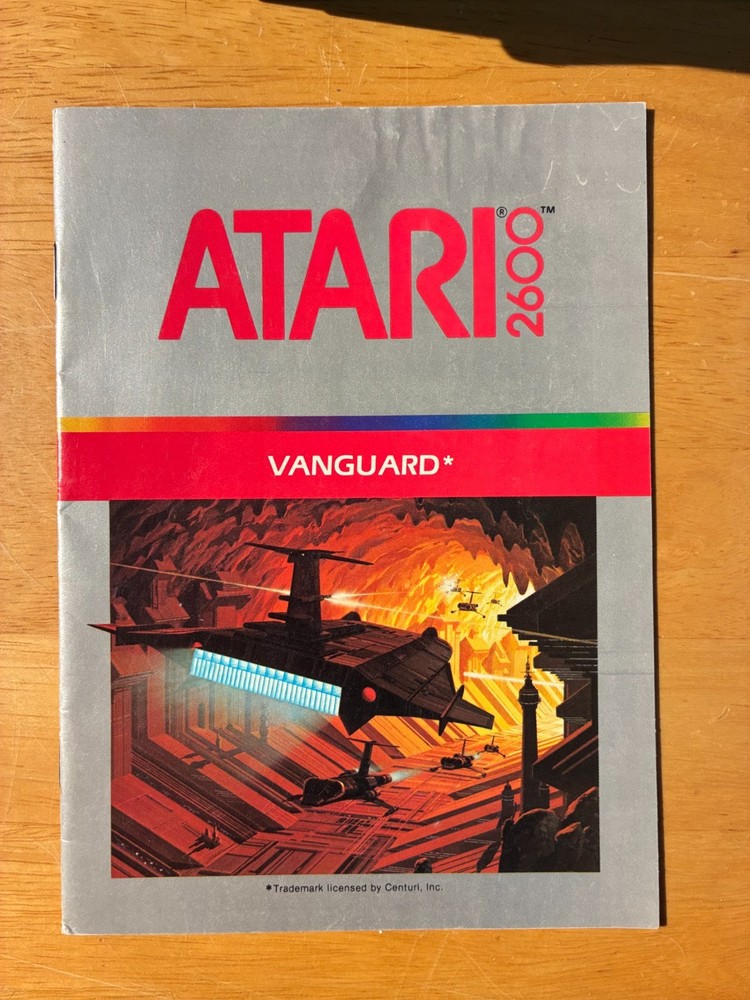 ATARI® 2600™
VANGUARD*
*Trademark licensed by Centuri, Inc.